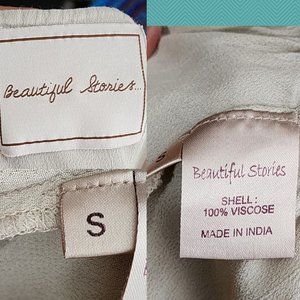 Beautiful Stories...
S
Beautiful Stories
SHELL:
100% VISCOSE
MADE IN INDIA